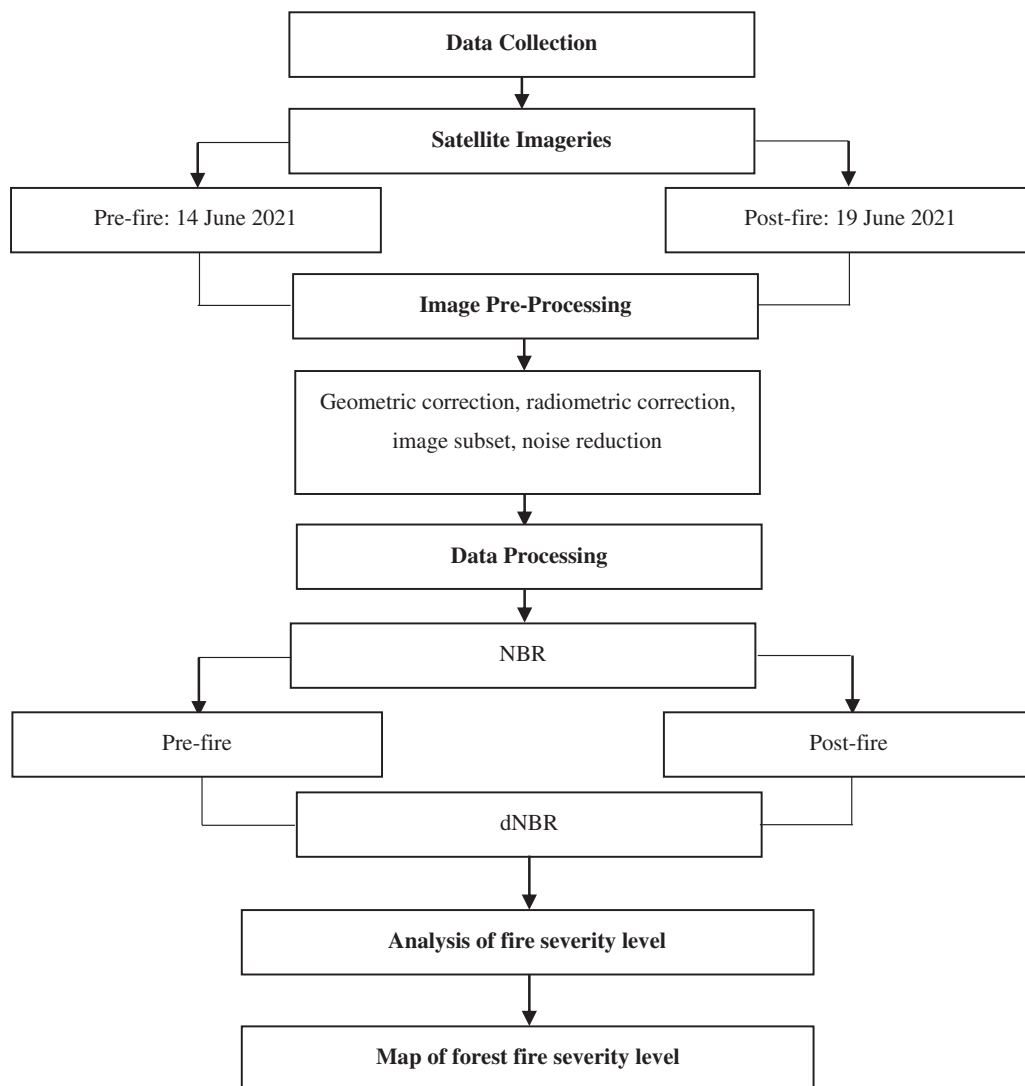 Data Collection
Satellite Imageries
Pre-fire: 14 June 2021
Post-fire: 19 June 2021
Image Pre-Processing
Geometric correction, radiometric correction,
image subset, noise reduction
Data Processing
NBR
Pre-fire
Post-fire
dNBR
Analysis of fire severity level
Map of forest fire severity level